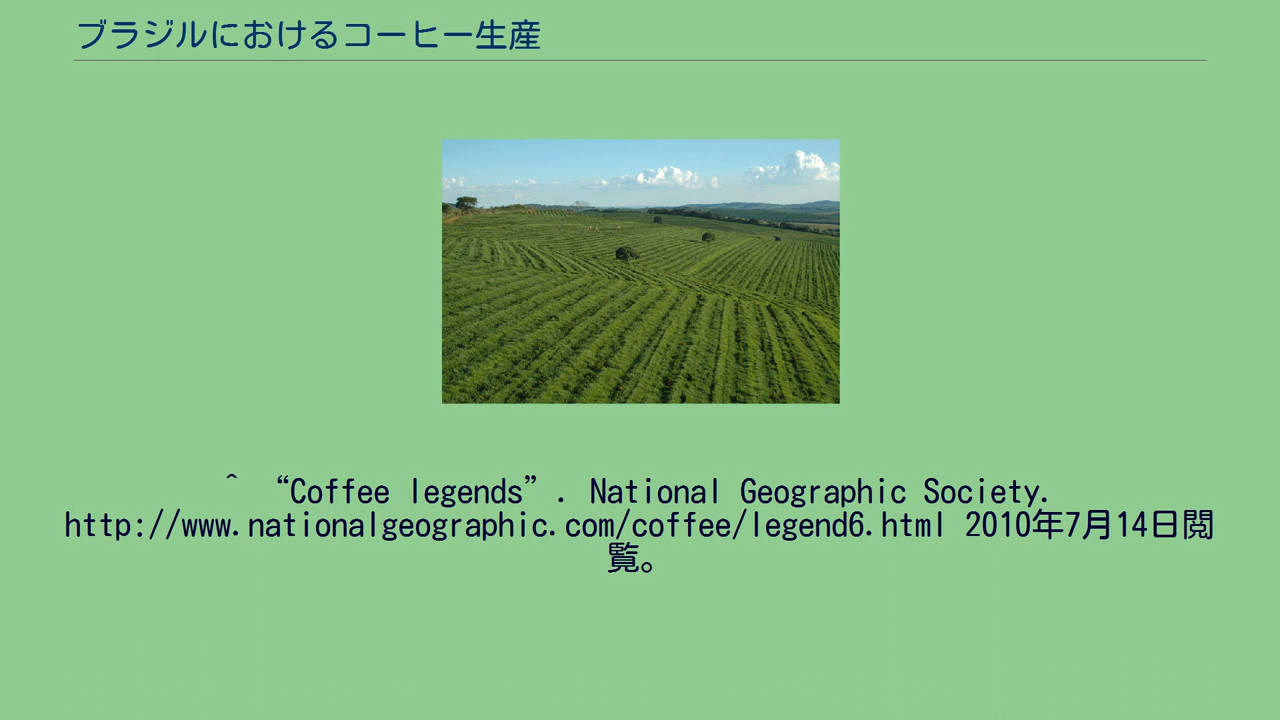 ブラジルにおけるコーヒー生産
^ “Coffee legends”. National Geographic Society.
http://www.nationalgeographic.com/coffee/legend6.html 2010年7月14日閲
覧。